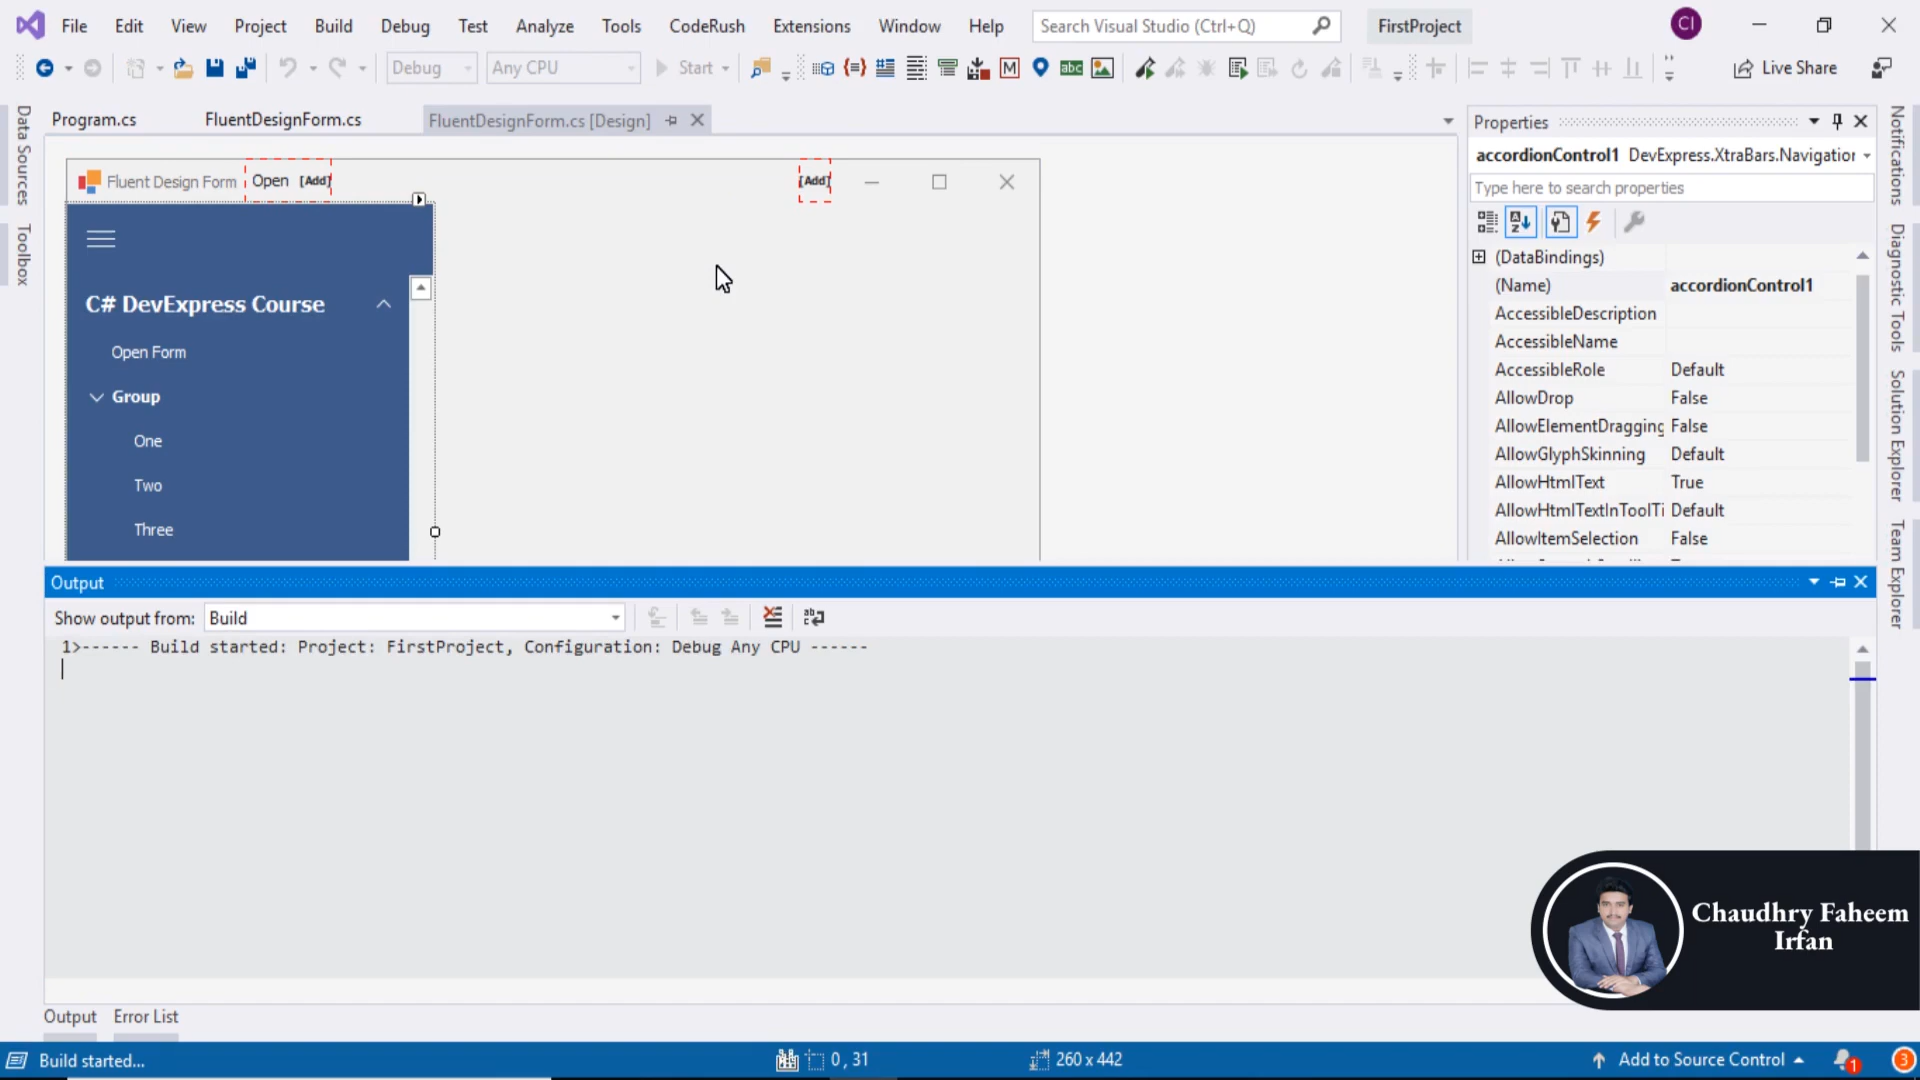 File Edit View Project Build Debug Test Analyze Tools CodeRush Extensions Window Help Search Visual Studio (Ctrl+Q) FirstProject CI
Debug Any CPU Start Live Share
Data Sources
Toolbox
Program.cs FluentDesignForm.cs FluentDesignForm.cs [Design]
Fluent Design Form Open [Add] [Add]
C# DevExpress Course
Open Form
Group
One
Two
Three
Properties
accordionControl1 DevExpress.XtraBars.Navigation
Type here to search properties
(DataBindings)
(Name) accordionControl1
AccessibleDescription
AccessibleName
AccessibleRole Default
AllowDrop False
AllowElementDragging False
AllowGlyphSkinning Default
AllowHtmlText True
AllowHtmlTextInToolTi Default
AllowItemSelection False
Notifications
Diagnostic Tools
Solution Explorer
Team Explorer
Output
Show output from: Build
1>------ Build started: Project: FirstProject, Configuration: Debug Any CPU ------
Chaudhry Faheem
Irfan
Output Error List
Build started... 0 , 31 260 x 442 Add to Source Control 1 3